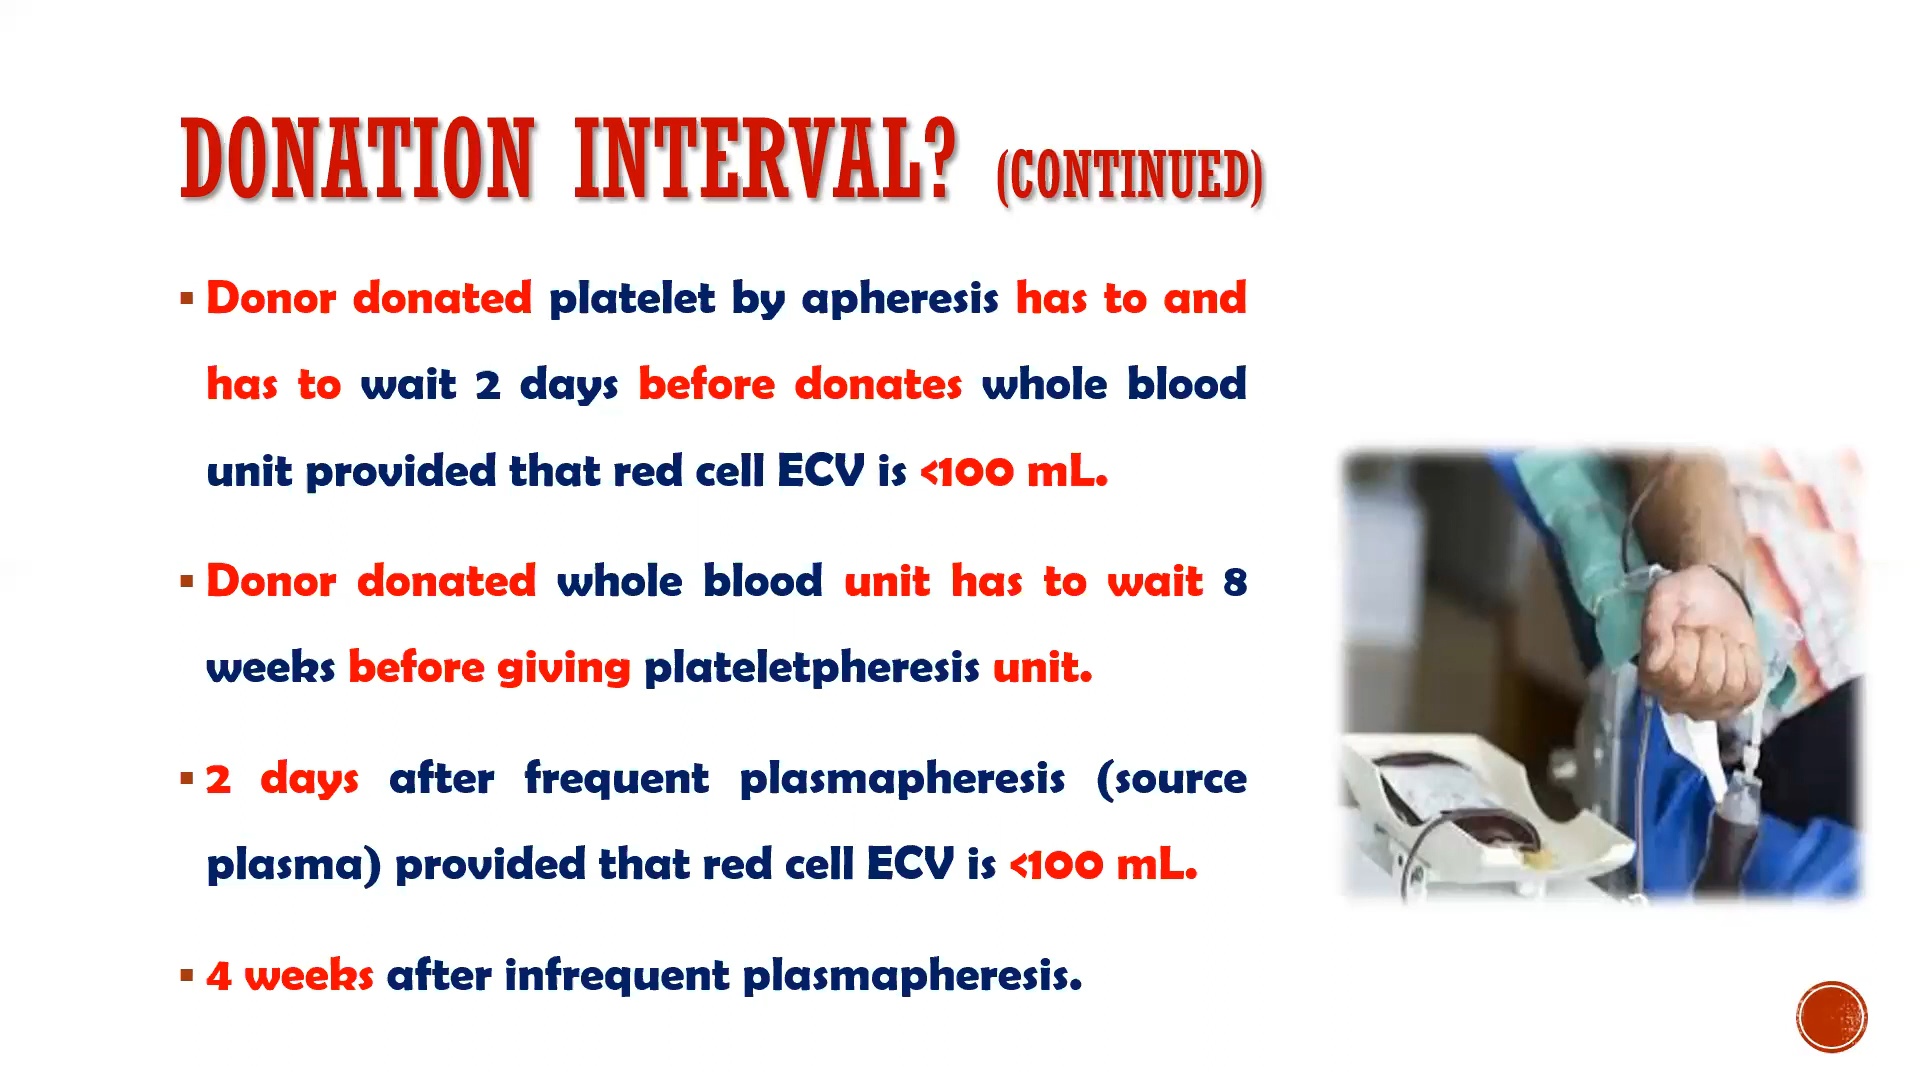 DONATION INTERVAL? (CONTINUED)
Donor donated platelet by apheresis has to and
has to wait 2 days before donates whole blood
unit provided that red cell ECV is <100 mL.
Donor donated whole blood unit has to wait 8
weeks before giving plateletpheresis unit.
2 days after frequent plasmapheresis (source
plasma) provided that red cell ECV is <100 mL.
4 weeks after infrequent plasmapheresis.